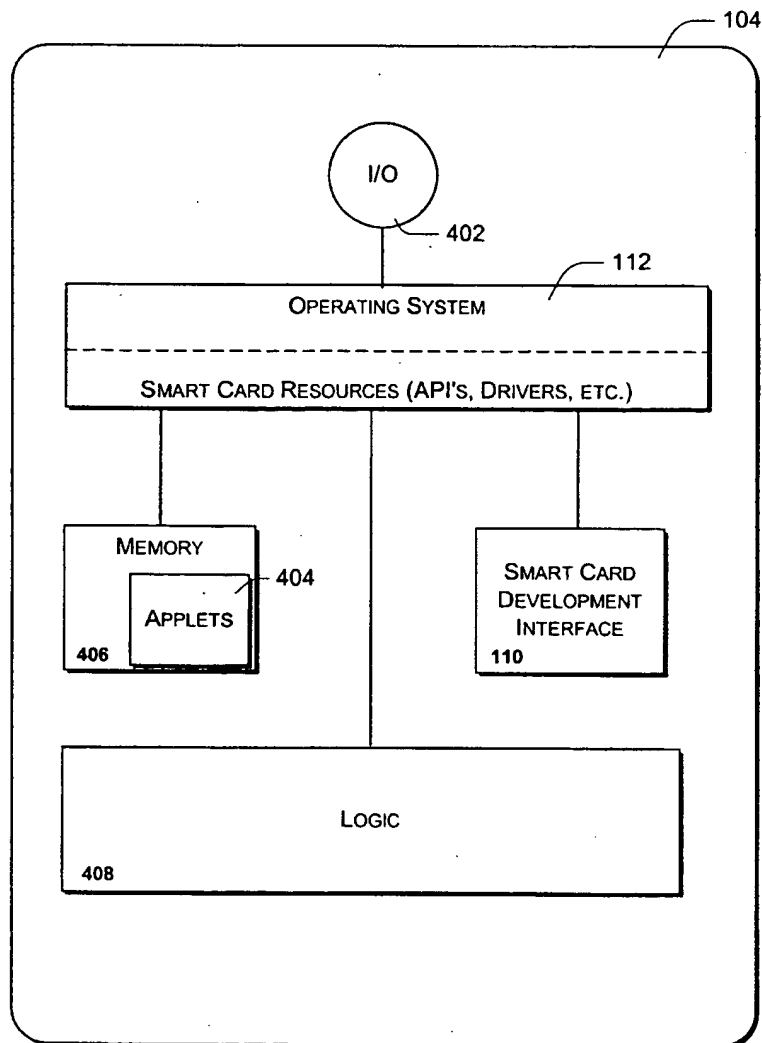 104
I/O
402
112
OPERATING SYSTEM
SMART CARD RESOURCES (API'S, DRIVERS, ETC.)
MEMORY
404
APPLETS
406
SMART CARD
DEVELOPMENT
INTERFACE
110
LOGIC
408